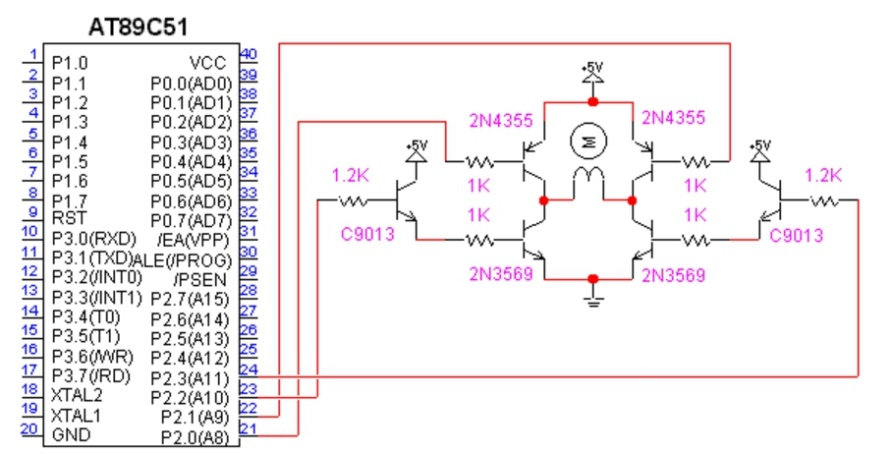 AT89C51
1 P1.0 VCC 40
2 P1.1 P0.0(AD0) 39
3 P1.2 P0.1(AD1) 38
4 P1.3 P0.2(AD2) 37
5 P1.4 P0.3(AD3) 36
6 P1.5 P0.4(AD4) 35
7 P1.6 P0.5(AD5) 34
8 P1.7 P0.6(AD6) 33
9 RST P0.7(AD7) 32
10 P3.0(RXD) /EA(VPP) 31
11 P3.1(TXD) ALE(/PROG) 30
12 P3.2(/INT0) /PSEN 29
13 P3.3(/INT1) P2.7(A15) 28
14 P3.4(T0) P2.6(A14) 27
15 P3.5(T1) P2.5(A13) 26
16 P3.6(/WR) P2.4(A12) 25
17 P3.7(/RD) P2.3(A11) 24
18 XTAL2 P2.2(A10) 23
19 XTAL1 P2.1(A9) 22
20 GND P2.0(A8) 21
+5V
2N4355 M 2N4355
+5V +5V
1.2K 1K 1K 1.2K
1K 1K
C9013 C9013
2N3569 2N3569